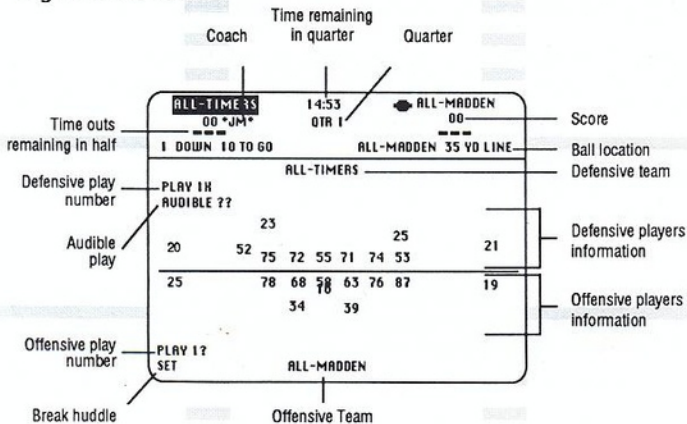 Time remaining
in quarter
Coach
Quarter
ALL-TIMERS
14:53
ALL-MADDEN
00 *JM*
QTR 1
00
Score
Time outs
remaining in half
1 DOWN 10 TO GO
ALL-MADDEN 35 YD LINE
Ball location
ALL-TIMERS
Defensive team
Defensive play
number
PLAY 1X
AUDIBLE ??
Audible
play
23
25
20
52
21
75 72 55 71 74 53
Defensive players
information
25
78 68 63 76 87
19
34 39
Offensive players
information
Offensive play
number
PLAY 1?
SET
ALL-MADDEN
Break huddle
Offensive Team